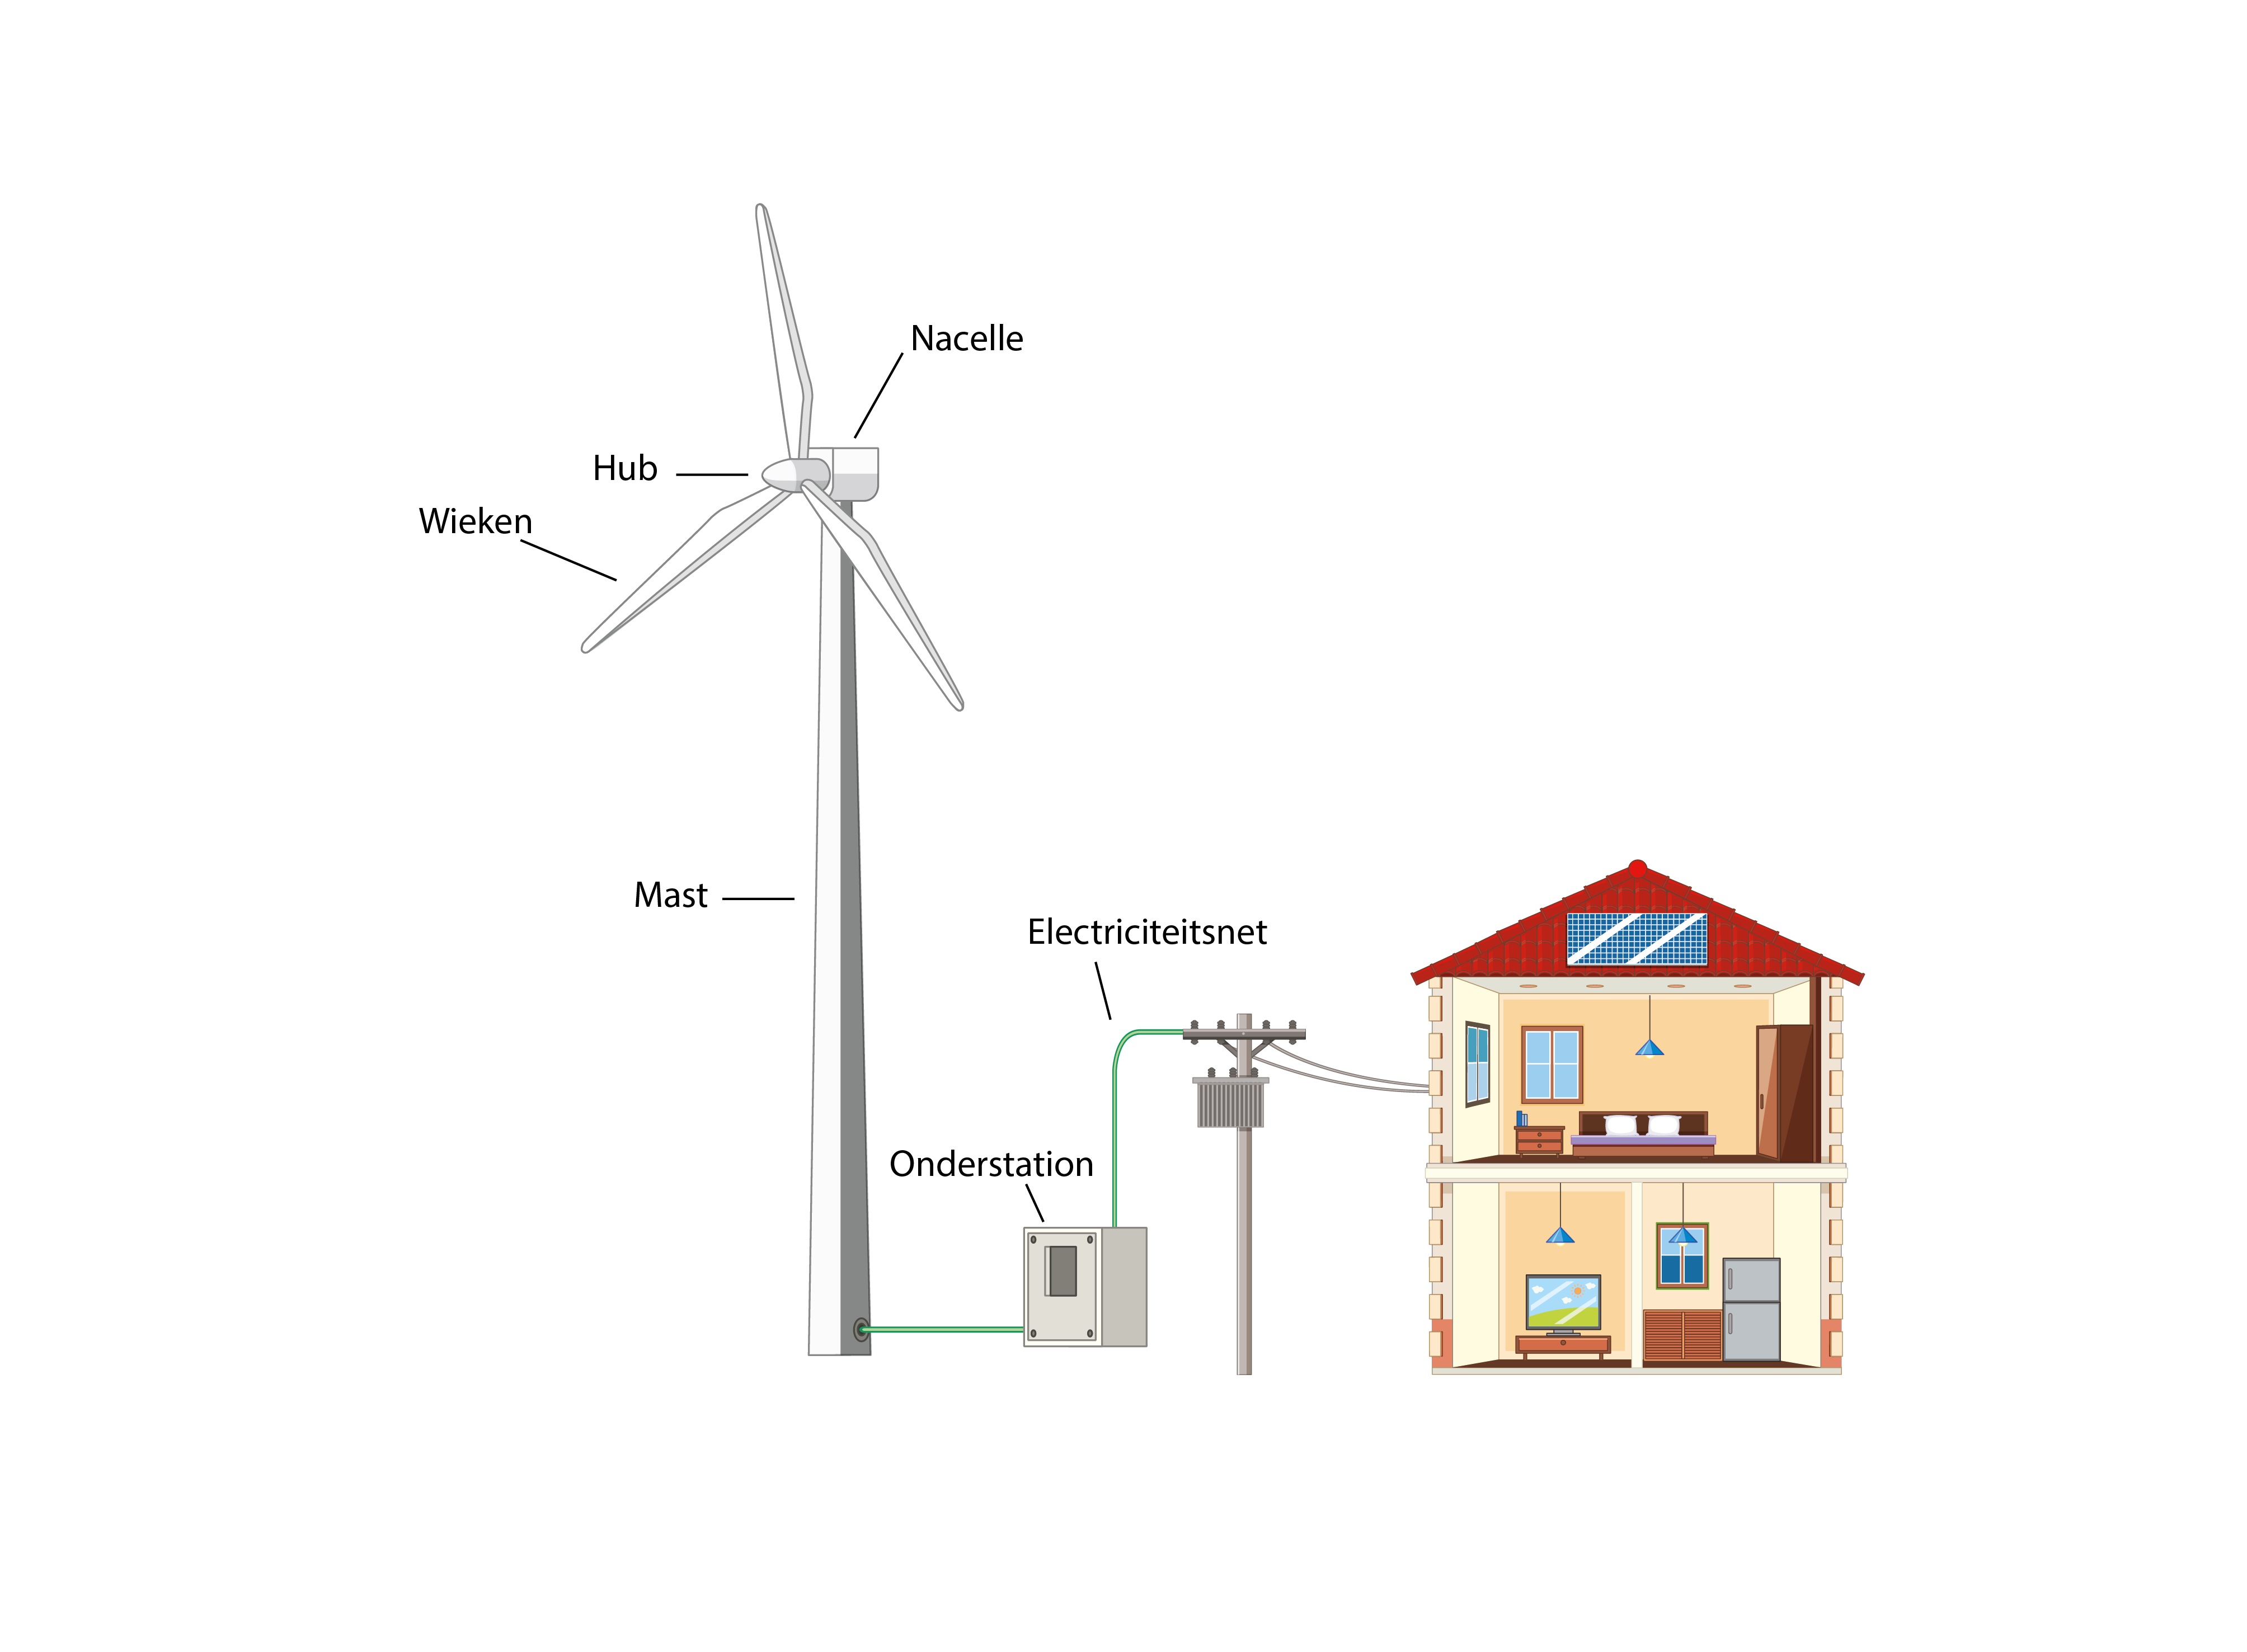 Nacelle
Hub
Wieken
Mast
Electriciteitsnet
Onderstation